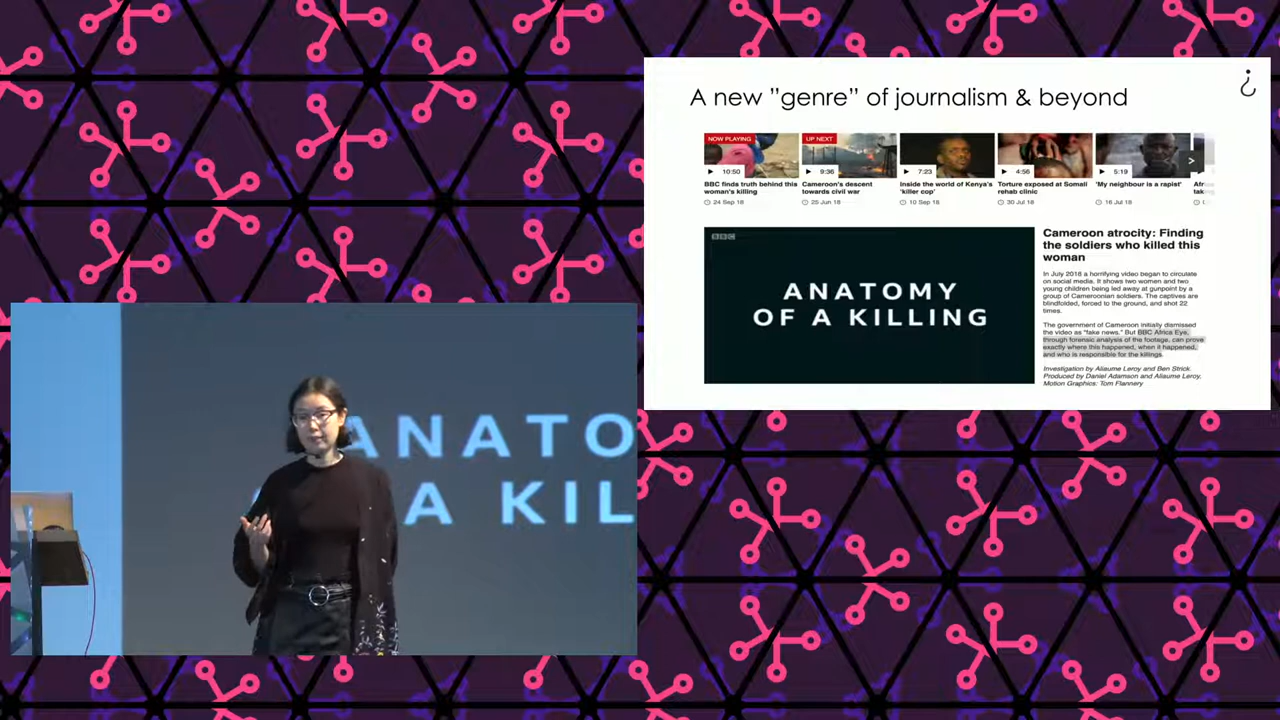 A new ”genre” of journalism & beyond
NOW PLAYING
UP NEXT
10:50
9:36
7:23
4:56
5:19
BBC finds truth behind this
woman's killing
Cameroon's descent
towards civil war
Inside the world of Kenya's
'killer cop'
Torture exposed at Somali
rehab clinic
'My neighbour is a rapist'
24 Sep 18
25 Jun 18
10 Sep 18
30 Jul 18
16 Jul 18
BBC
ANATOMY
OF A KILLING
Cameroon atrocity: Finding
the soldiers who killed this
woman
In July 2018 a horrifying video began to circulate
on social media. It shows two women and two
young children being led away at gunpoint by a
group of Cameroonian soldiers. The captives are
blindfolded, forced to the ground, and shot 22
times.
The government of Cameroon initially dismissed
the video as "fake news." But BBC Africa Eye,
through forensic analysis of the footage, can prove
exactly where this happened, when it happened,
and who is responsible for the killings.
Investigation by Aliaume Leroy and Ben Strick.
Produced by Daniel Adamson and Aliaume Leroy,
Motion Graphics: Tom Flannery
ANATO
A KIL